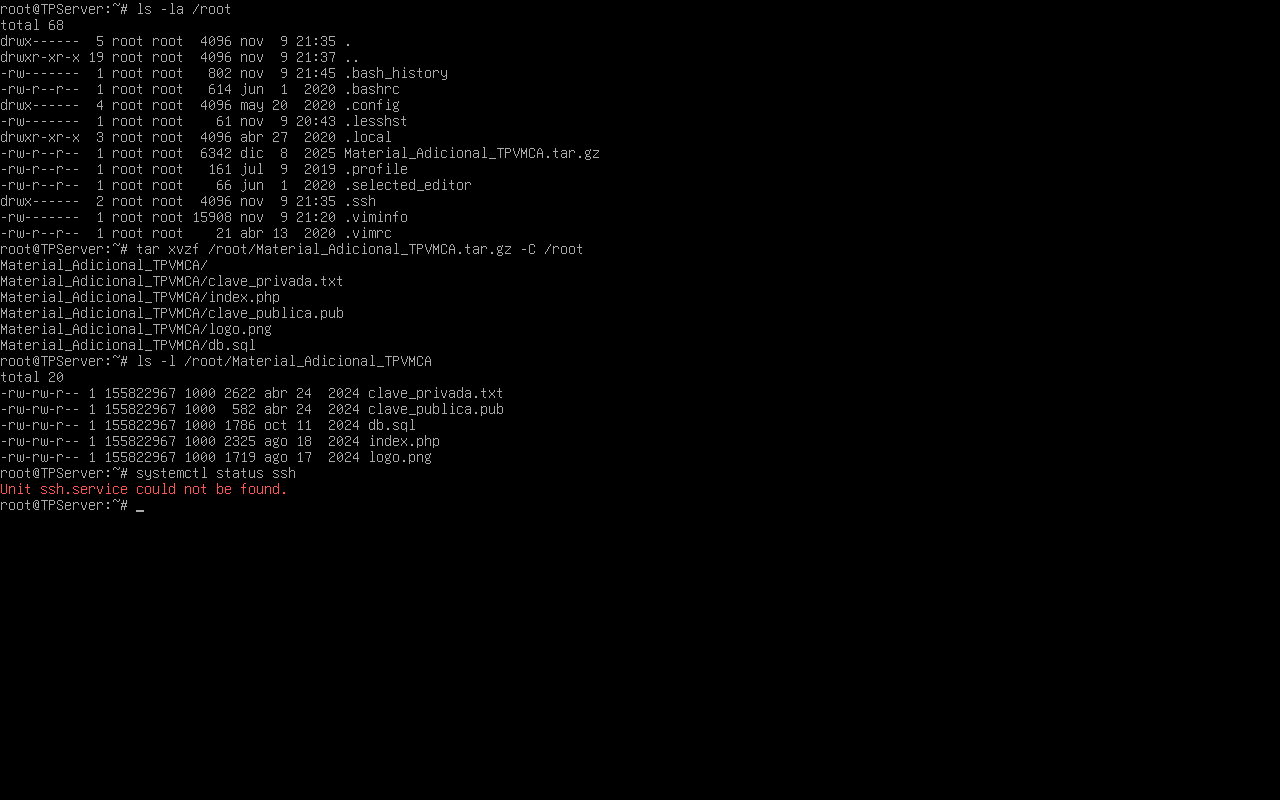 root@TPServer:~# ls -la /root
total 68
drwx------  5 root root  4096 nov  9 21:35 .
drwxr-xr-x 19 root root  4096 nov  9 21:37 ..
-rw-------  1 root root   802 nov  9 21:45 .bash_history
-rw-r--r--  1 root root   614 jun  1  2020 .bashrc
drwx------  4 root root  4096 may 20  2020 .config
-rw-------  1 root root    61 nov  9 20:43 .lesshst
drwxr-xr-x  3 root root  4096 abr 27  2020 .local
-rw-r--r--  1 root root  6342 dic  8  2025 Material_Adicional_TPVMCA.tar.gz
-rw-r--r--  1 root root   161 jul  9  2019 .profile
-rw-r--r--  1 root root    66 jun  1  2020 .selected_editor
drwx------  2 root root  4096 nov  9 21:35 .ssh
-rw-------  1 root root 15908 nov  9 21:20 .viminfo
-rw-r--r--  1 root root    21 abr 13  2020 .vimrc
root@TPServer:~# tar xvzf /root/Material_Adicional_TPVMCA.tar.gz -C /root
Material_Adicional_TPVMCA/
Material_Adicional_TPVMCA/clave_privada.txt
Material_Adicional_TPVMCA/index.php
Material_Adicional_TPVMCA/clave_publica.pub
Material_Adicional_TPVMCA/logo.png
Material_Adicional_TPVMCA/db.sql
root@TPServer:~# ls -l /root/Material_Adicional_TPVMCA
total 20
-rw-rw-r-- 1 155822967 1000 2622 abr 24  2024 clave_privada.txt
-rw-rw-r-- 1 155822967 1000  582 abr 24  2024 clave_publica.pub
-rw-rw-r-- 1 155822967 1000 1786 oct 11  2024 db.sql
-rw-rw-r-- 1 155822967 1000 2325 ago 18  2024 index.php
-rw-rw-r-- 1 155822967 1000 1719 ago 17  2024 logo.png
root@TPServer:~# systemctl status ssh
Unit ssh.service could not be found.
root@TPServer:~# _